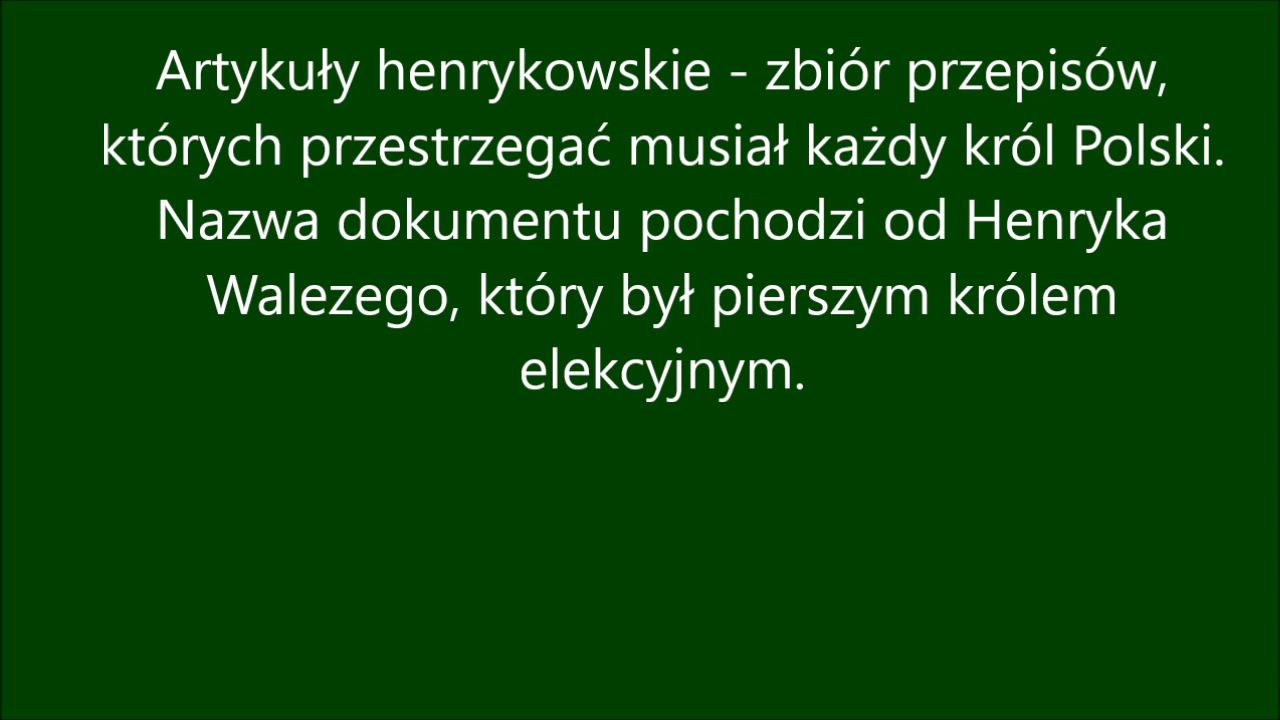 Artykuły henrykowskie - zbiór przepisów,
których przestrzegać musiał każdy król Polski.
Nazwa dokumentu pochodzi od Henryka
Walezego, który był pierszym królem
elekcyjnym.